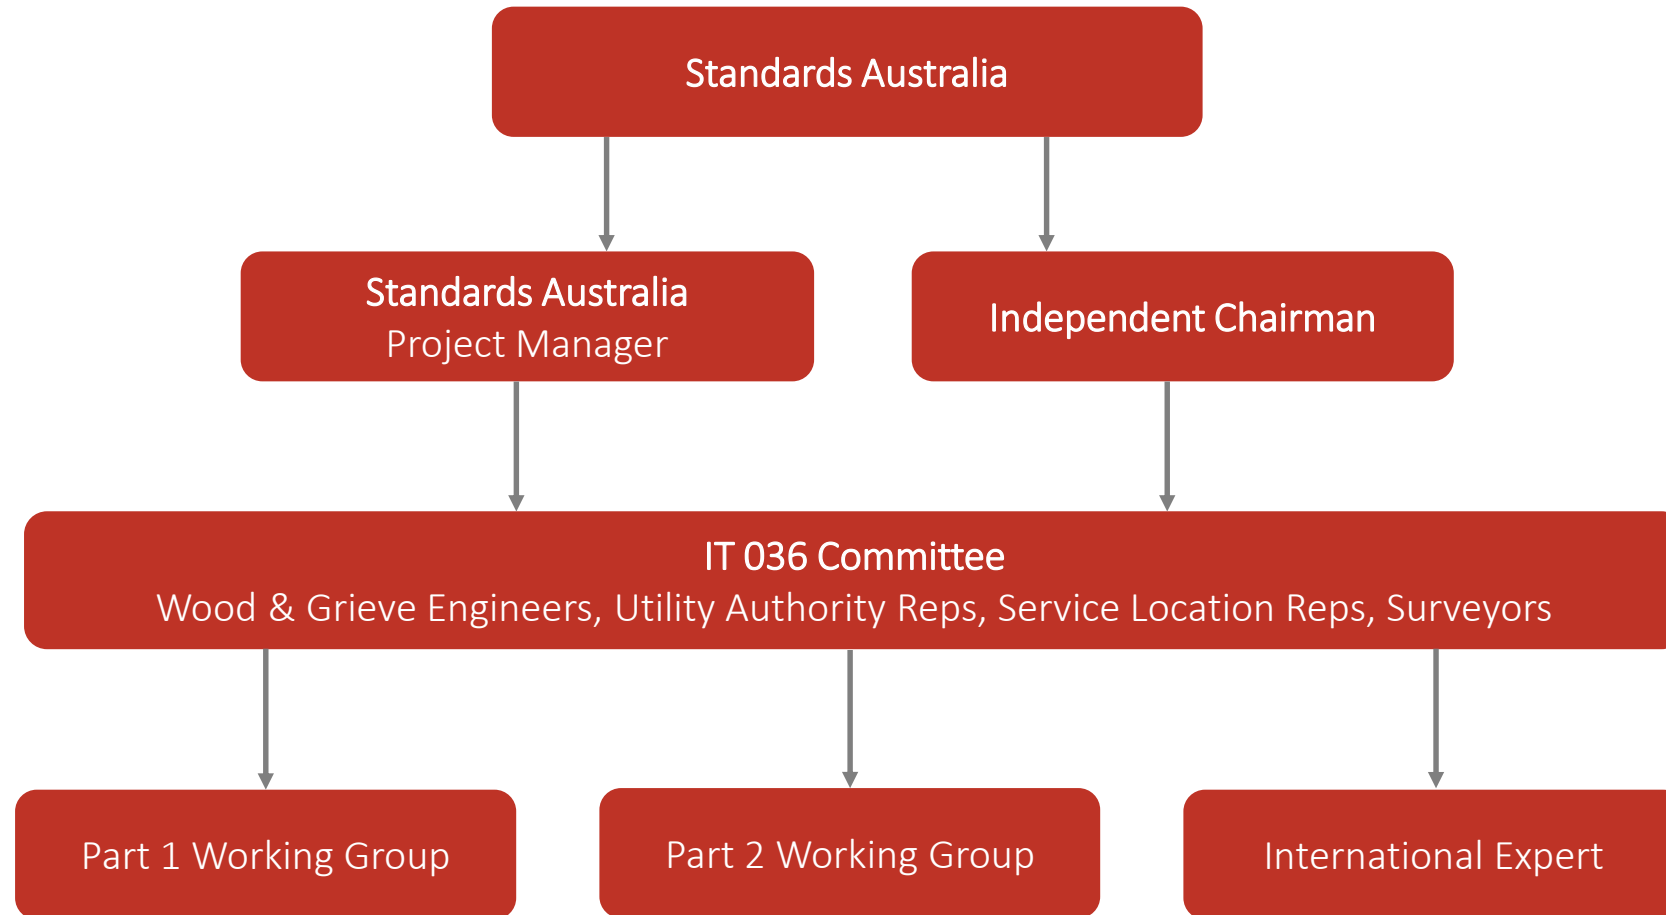 Standards Australia
Standards Australia
Project Manager
Independent Chairman
IT 036 Committee
Wood & Grieve Engineers, Utility Authority Reps, Service Location Reps, Surveyors
Part 1 Working Group
Part 2 Working Group
International Expert